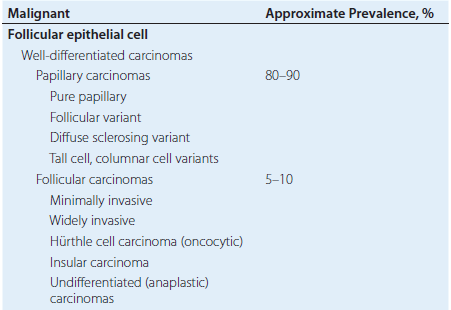 Malignant Approximate Prevalence, %
Follicular epithelial cell
Well-differentiated carcinomas
Papillary carcinomas 80–90
Pure papillary
Follicular variant
Diffuse sclerosing variant
Tall cell, columnar cell variants
Follicular carcinomas 5–10
Minimally invasive
Widely invasive
Hürthle cell carcinoma (oncocytic)
Insular carcinoma
Undifferentiated (anaplastic)
carcinomas